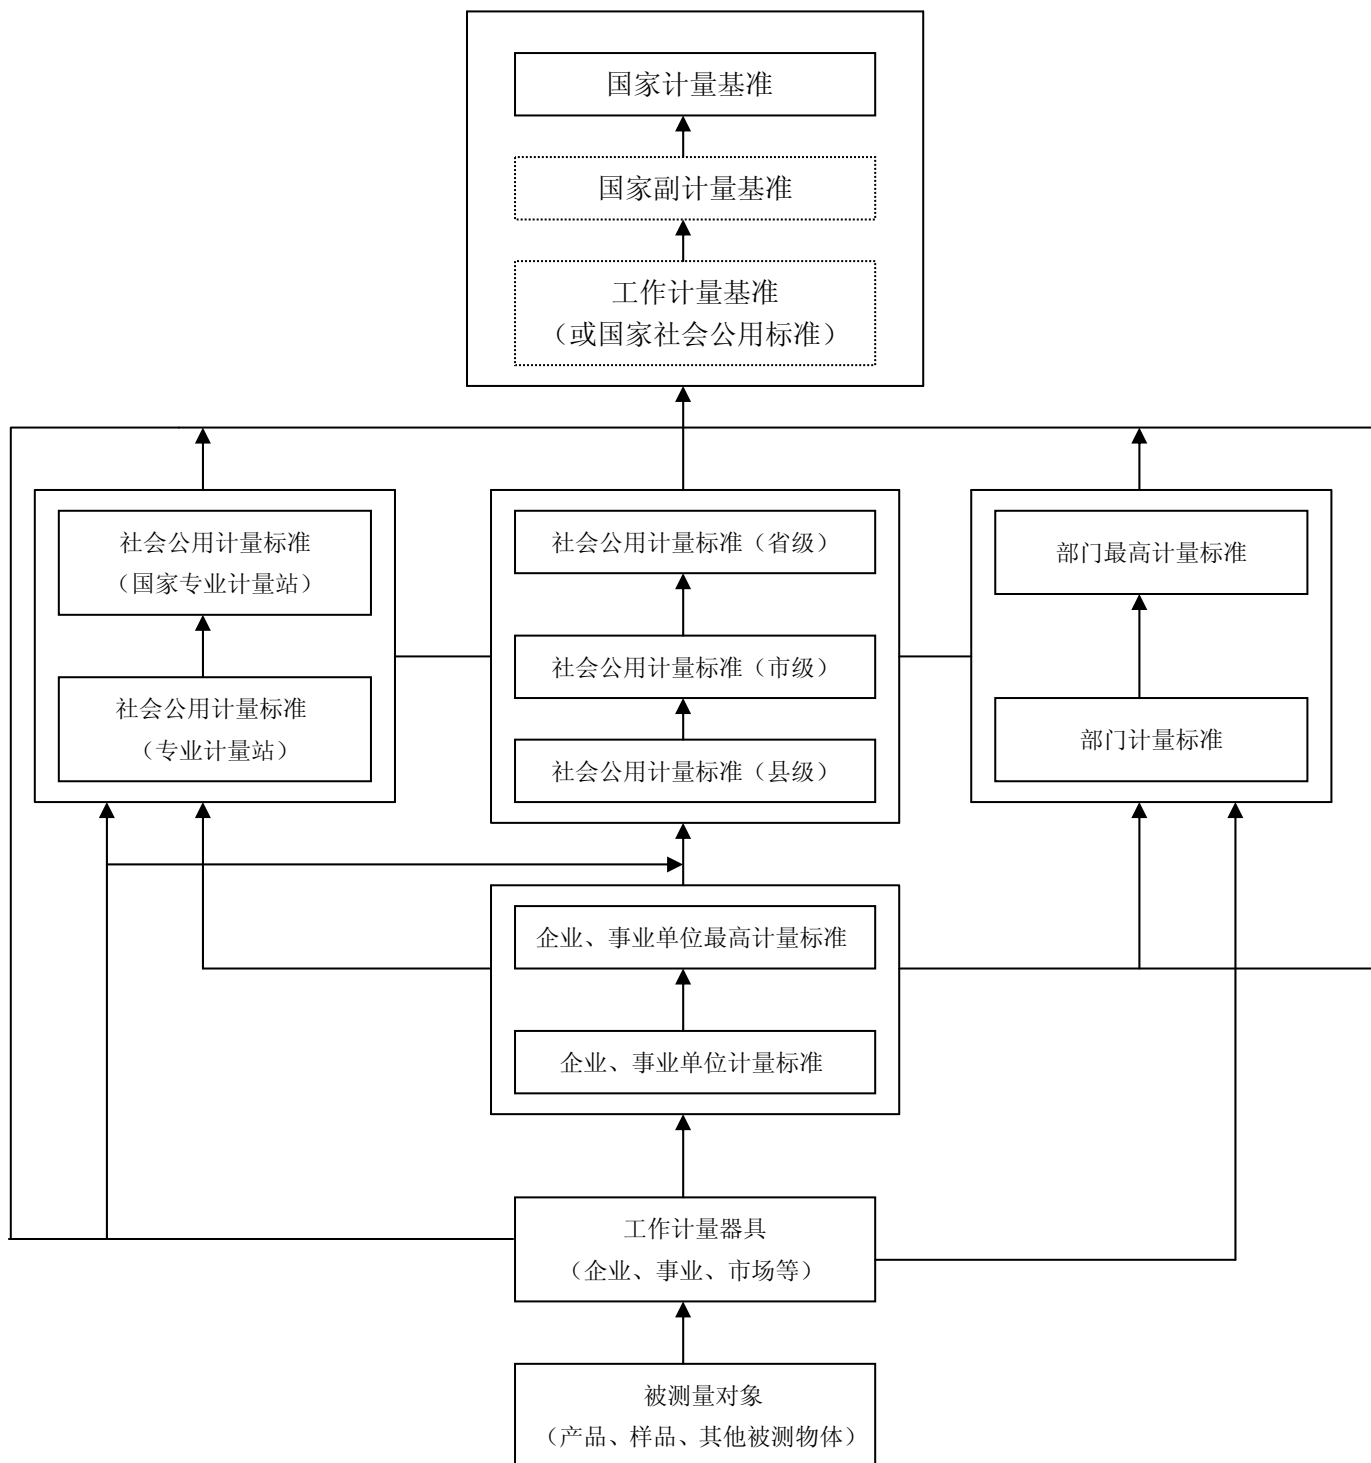 国家计量基准
国家副计量基准
工作计量基准
（或国家社会公用标准）
社会公用计量标准
（国家专业计量站）
社会公用计量标准
（专业计量站）
社会公用计量标准（省级）
社会公用计量标准（市级）
社会公用计量标准（县级）
部门最高计量标准
部门计量标准
企业、事业单位最高计量标准
企业、事业单位计量标准
工作计量器具
（企业、事业、市场等）
被测量对象
（产品、样品、其他被测物体）